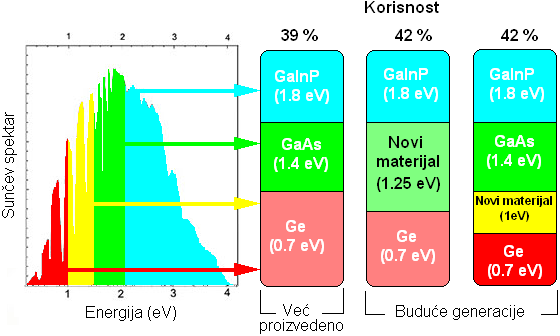 Korisnost
39 %
42 %
42 %
1 2 3 4
Sunčev spektar
GaInP
(1.8 eV)
GaAs
(1.4 eV)
Ge
(0.7 eV)
GaInP
(1.8 eV)
Novi
materijal
(1.25 eV)
Ge
(0.7 eV)
GaInP
(1.8 eV)
GaAs
(1.4 eV)
Novi materijal
(1eV)
Ge
(0.7 eV)
1 2 3 4
Energija (eV)
Već
proizvedeno
Buduće generacije